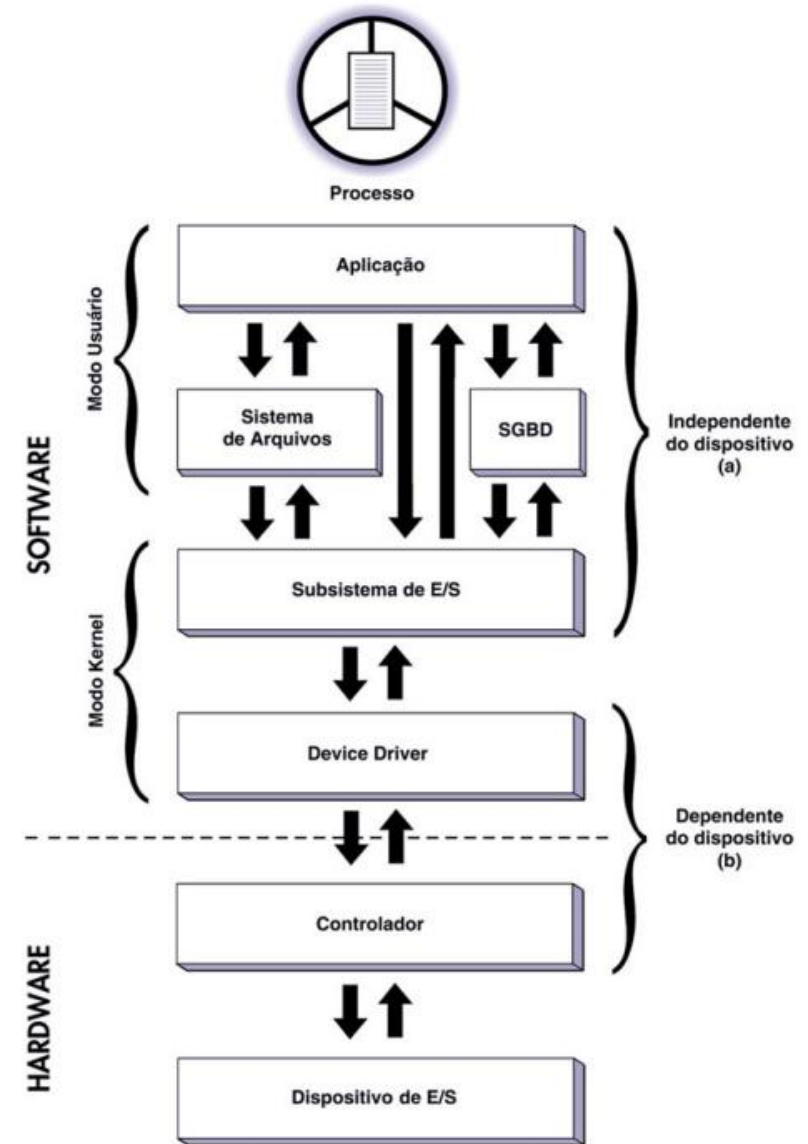 Processo
Aplicação
Modo Usuário
Sistema
de Arquivos
SGBD
Independente
do dispositivo
(a)
SOFTWARE
Subsistema de E/S
Modo Kernel
Device Driver
Dependente
do dispositivo
(b)
Controlador
HARDWARE
Dispositivo de E/S